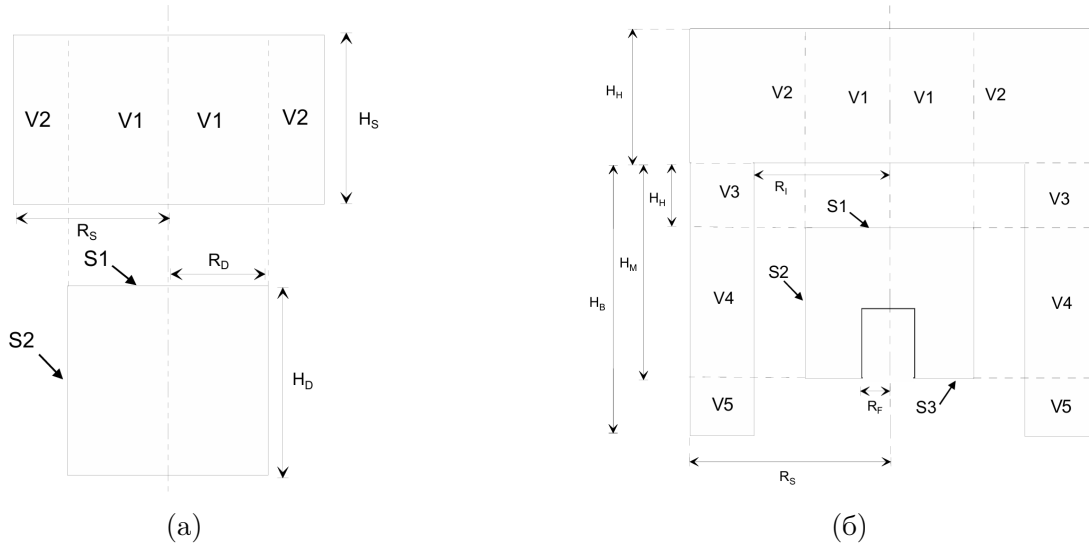 V2 V1 V1 V2
H_S
R_S
S1
R_D
S2
H_D
(а)
H_H
V2 V1 V1 V2
R_I
V3 V3
H_H
S1
H_M
S2
H_B
V4 V4
V5 V5
R_F
S3
R_S
(б)